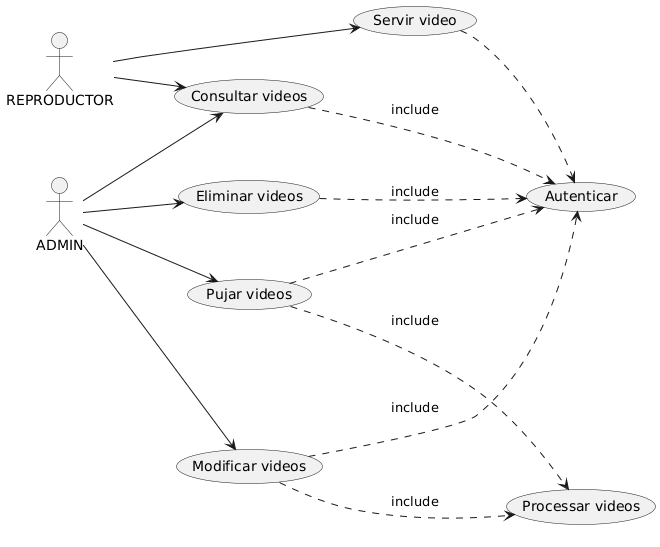 Servir video
REPRODUCTOR
Consultar videos
include
Eliminar videos
include
Autenticar
include
ADMIN
Pujar videos
include
include
Modificar videos
include
Processar videos